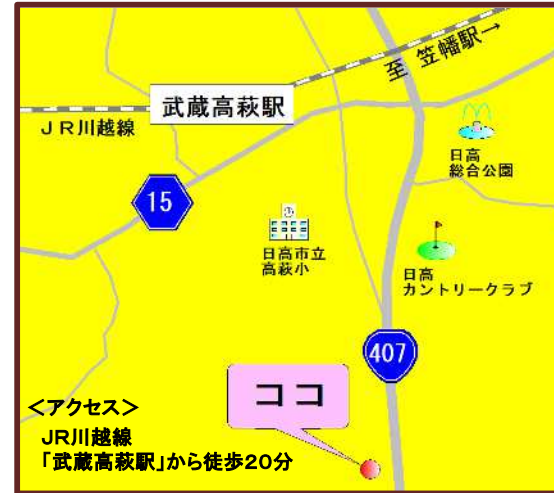 至 笠幡駅→
武蔵高萩駅
JR川越線
日高
総合公園
15
日高市立
高萩小
日高
カントリークラブ
407
ココ
＜アクセス＞
JR川越線
「武蔵高萩駅」から徒歩20分